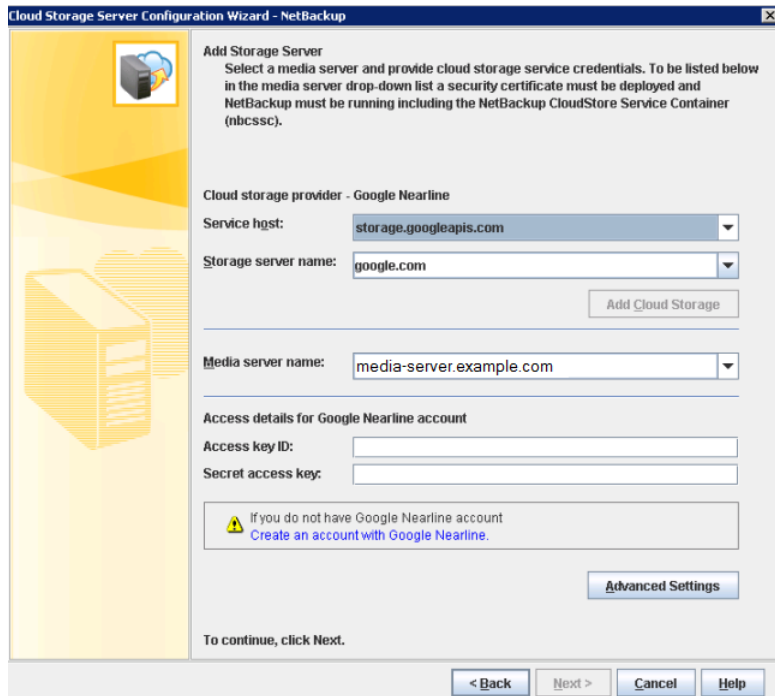 Cloud Storage Server Configuration Wizard - NetBackup
Add Storage Server
Select a media server and provide cloud storage service credentials. To be listed below
in the media server drop-down list a security certificate must be deployed and
NetBackup must be running including the NetBackup CloudStore Service Container
(nbcssc).
Cloud storage provider - Google Nearline
Service host: storage.googleapis.com
Storage server name: google.com
Add Cloud Storage
Media server name: media-server.example.com
Access details for Google Nearline account
Access key ID:
Secret access key:
If you do not have Google Nearline account
Create an account with Google Nearline.
Advanced Settings
To continue, click Next.
< Back Next > Cancel Help